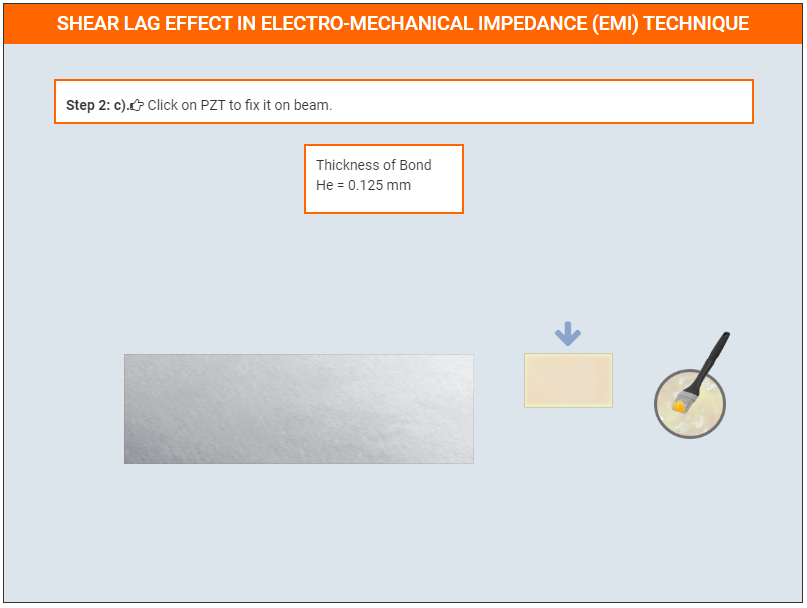 SHEAR LAG EFFECT IN ELECTRO-MECHANICAL IMPEDANCE (EMI) TECHNIQUE
Step 2: c).👉 Click on PZT to fix it on beam.
Thickness of Bond
He = 0.125 mm